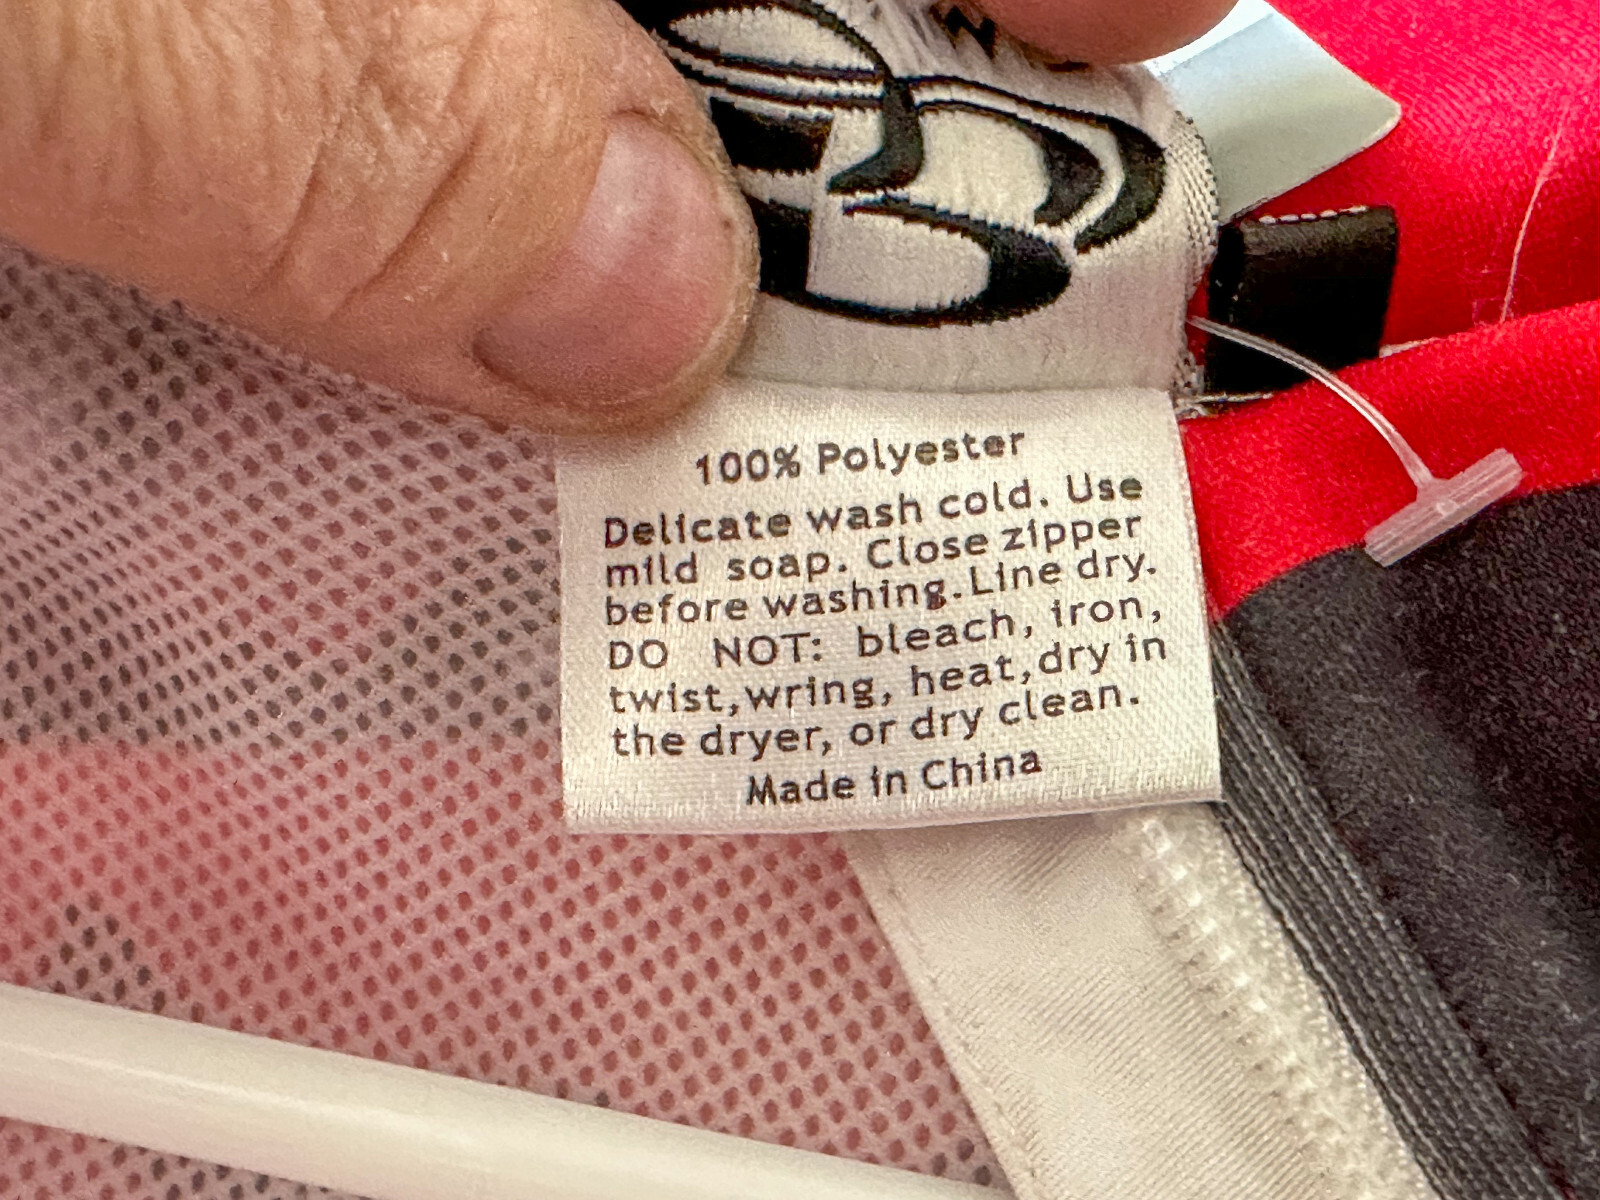 100% Polyester
Delicate wash cold. Use
mild soap. Close zipper
before washing. Line dry.
DO NOT: bleach, iron,
twist, wring, heat, dry in
the dryer, or dry clean.
Made in China